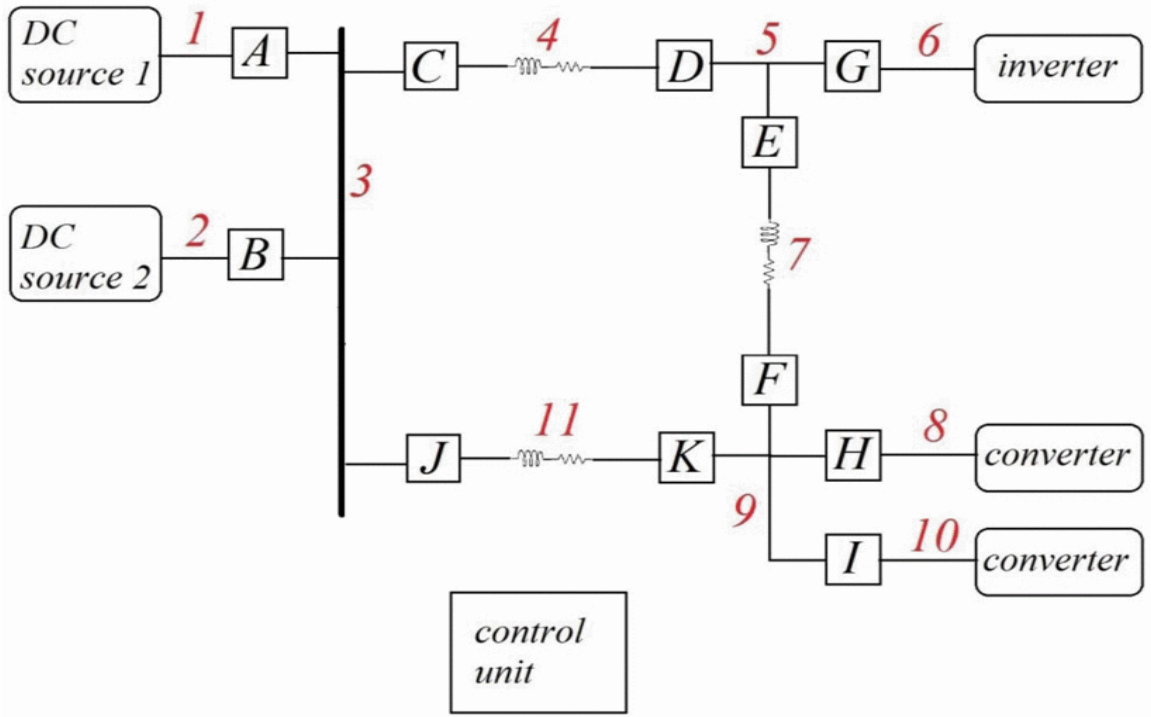 DC
source 1
1
A
C
4
D
5
G
6
inverter
E
3
DC
source 2
2
B
7
F
J
11
K
H
8
converter
9
I
10
converter
control
unit